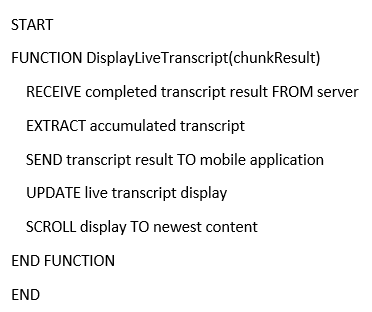 START
FUNCTION DisplayLiveTranscript(chunkResult)
RECEIVE completed transcript result FROM server
EXTRACT accumulated transcript
SEND transcript result TO mobile application
UPDATE live transcript display
SCROLL display TO newest content
END FUNCTION
END